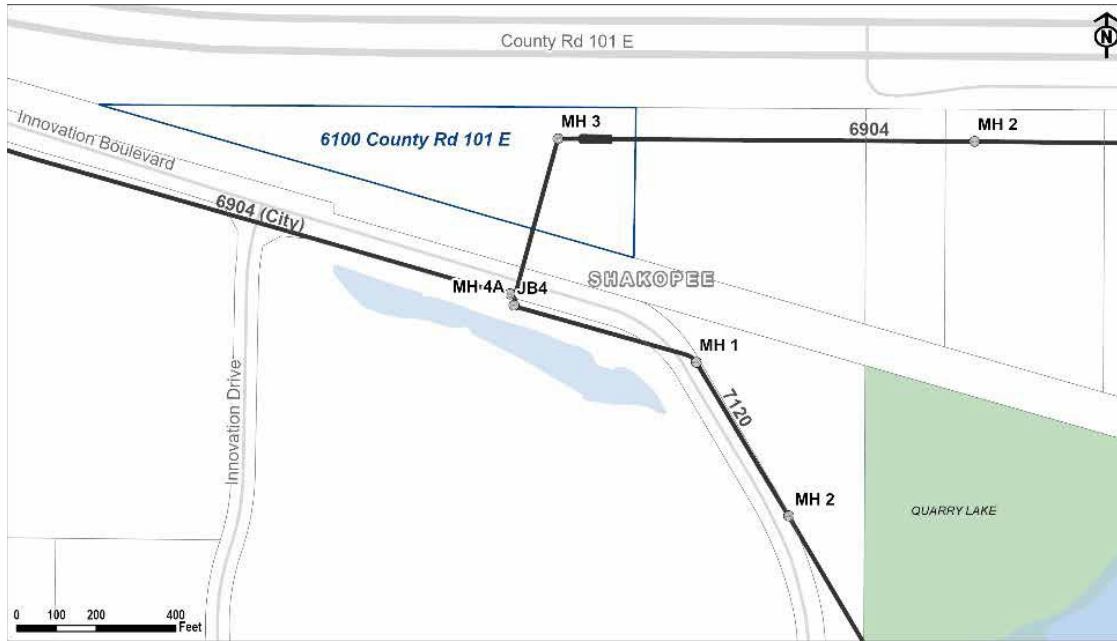 County Rd 101 E
N
Innovation Boulevard
6100 County Rd 101 E
MH 3
6904
MH 2
6904 (City)
SHAKOPEE
MH 4A
JB4
MH 1
Innovation Drive
7120
MH 2
QUARRY LAKE
0 100 200 400
Feet